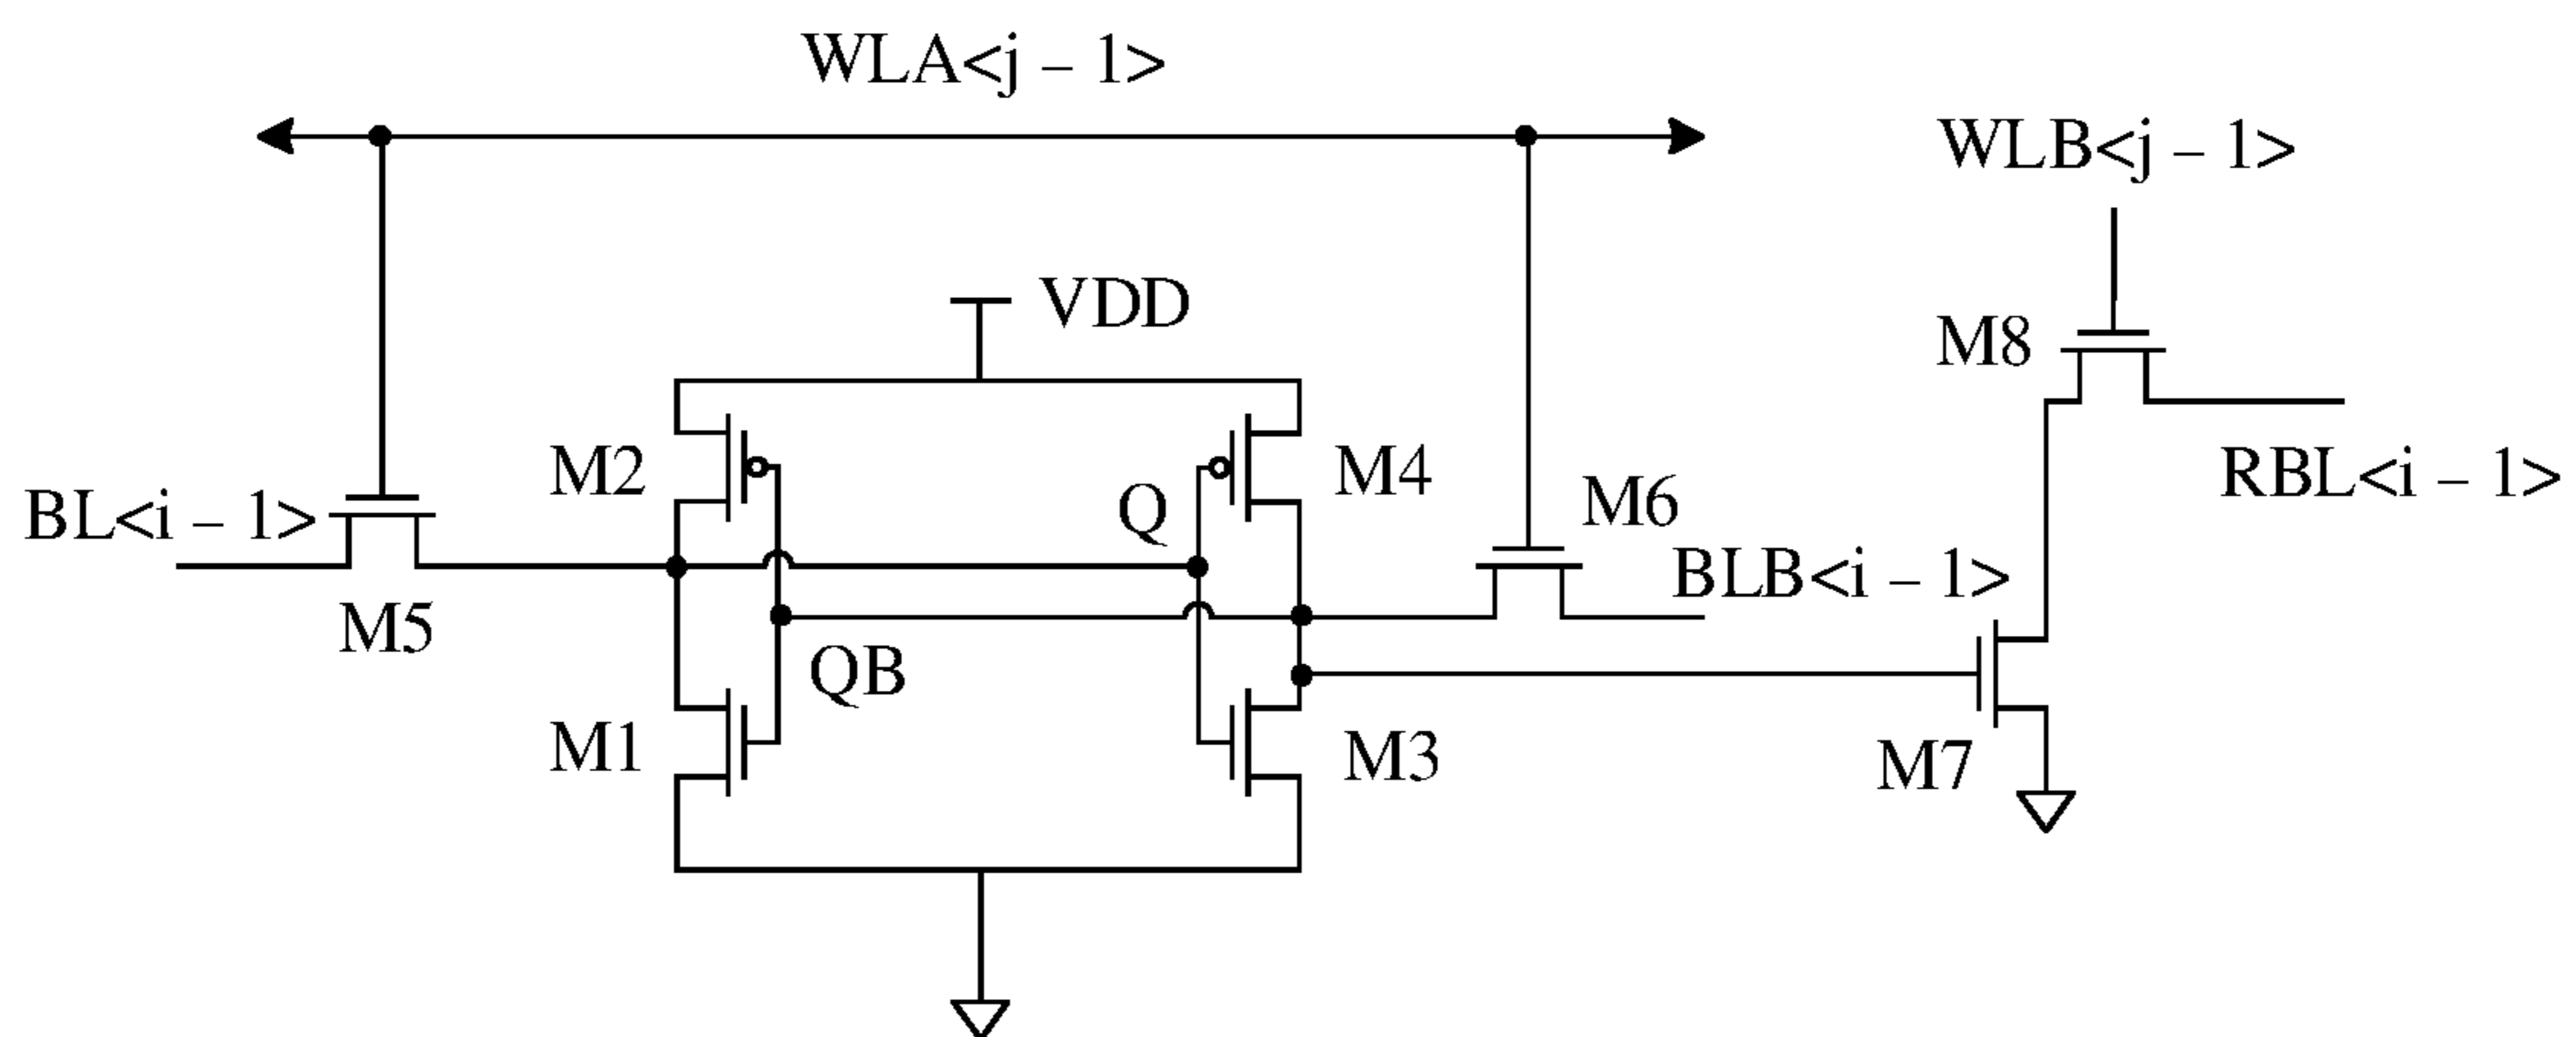 WLA<j – 1>
WLB<j – 1>
VDD
M8
M2
Q
M4
M6
RBL<i – 1>
BL<i – 1>
BLB<i – 1>
M5
QB
M1
M3
M7